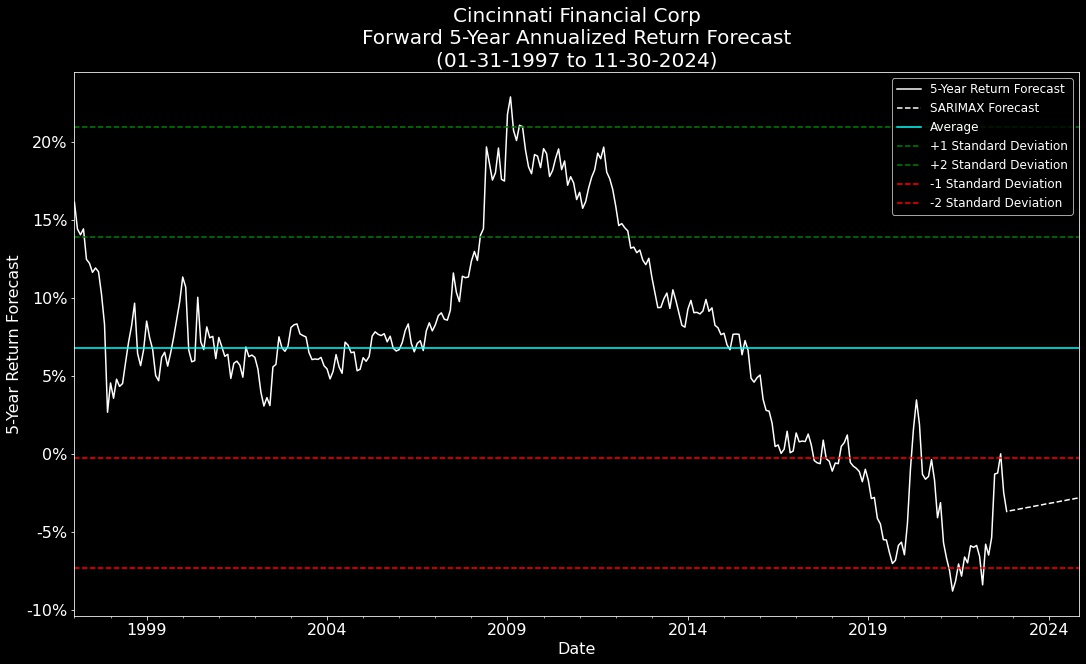 Cincinnati Financial Corp
Forward 5-Year Annualized Return Forecast
(01-31-1997 to 11-30-2024)
5-Year Return Forecast
SARIMAX Forecast
Average
+1 Standard Deviation
+2 Standard Deviation
-1 Standard Deviation
-2 Standard Deviation
5-Year Return Forecast
20%
15%
10%
5%
0%
-5%
-10%
1999
2004
2009
2014
2019
2024
Date